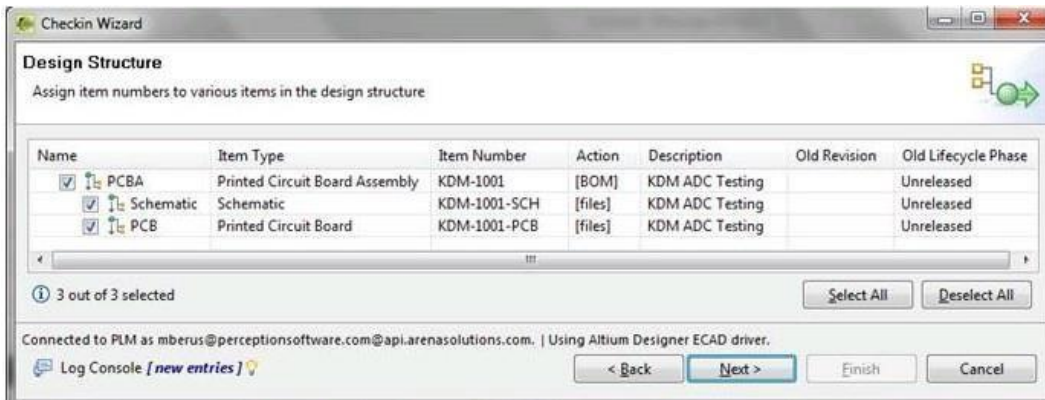 Checkin Wizard
Design Structure
Assign item numbers to various items in the design structure
Name Item Type Item Number Action Description Old Revision Old Lifecycle Phase
PCBA Printed Circuit Board Assembly KDM-1001 [BOM] KDM ADC Testing Unreleased
Schematic Schematic KDM-1001-SCH [files] KDM ADC Testing Unreleased
PCB Printed Circuit Board KDM-1001-PCB [files] KDM ADC Testing Unreleased
3 out of 3 selected Select All Deselect All
Connected to PLM as mberus@perceptionsoftware.com@api.arenasolutions.com. | Using Altium Designer ECAD driver.
Log Console [ new entries ] < Back Next > Finish Cancel